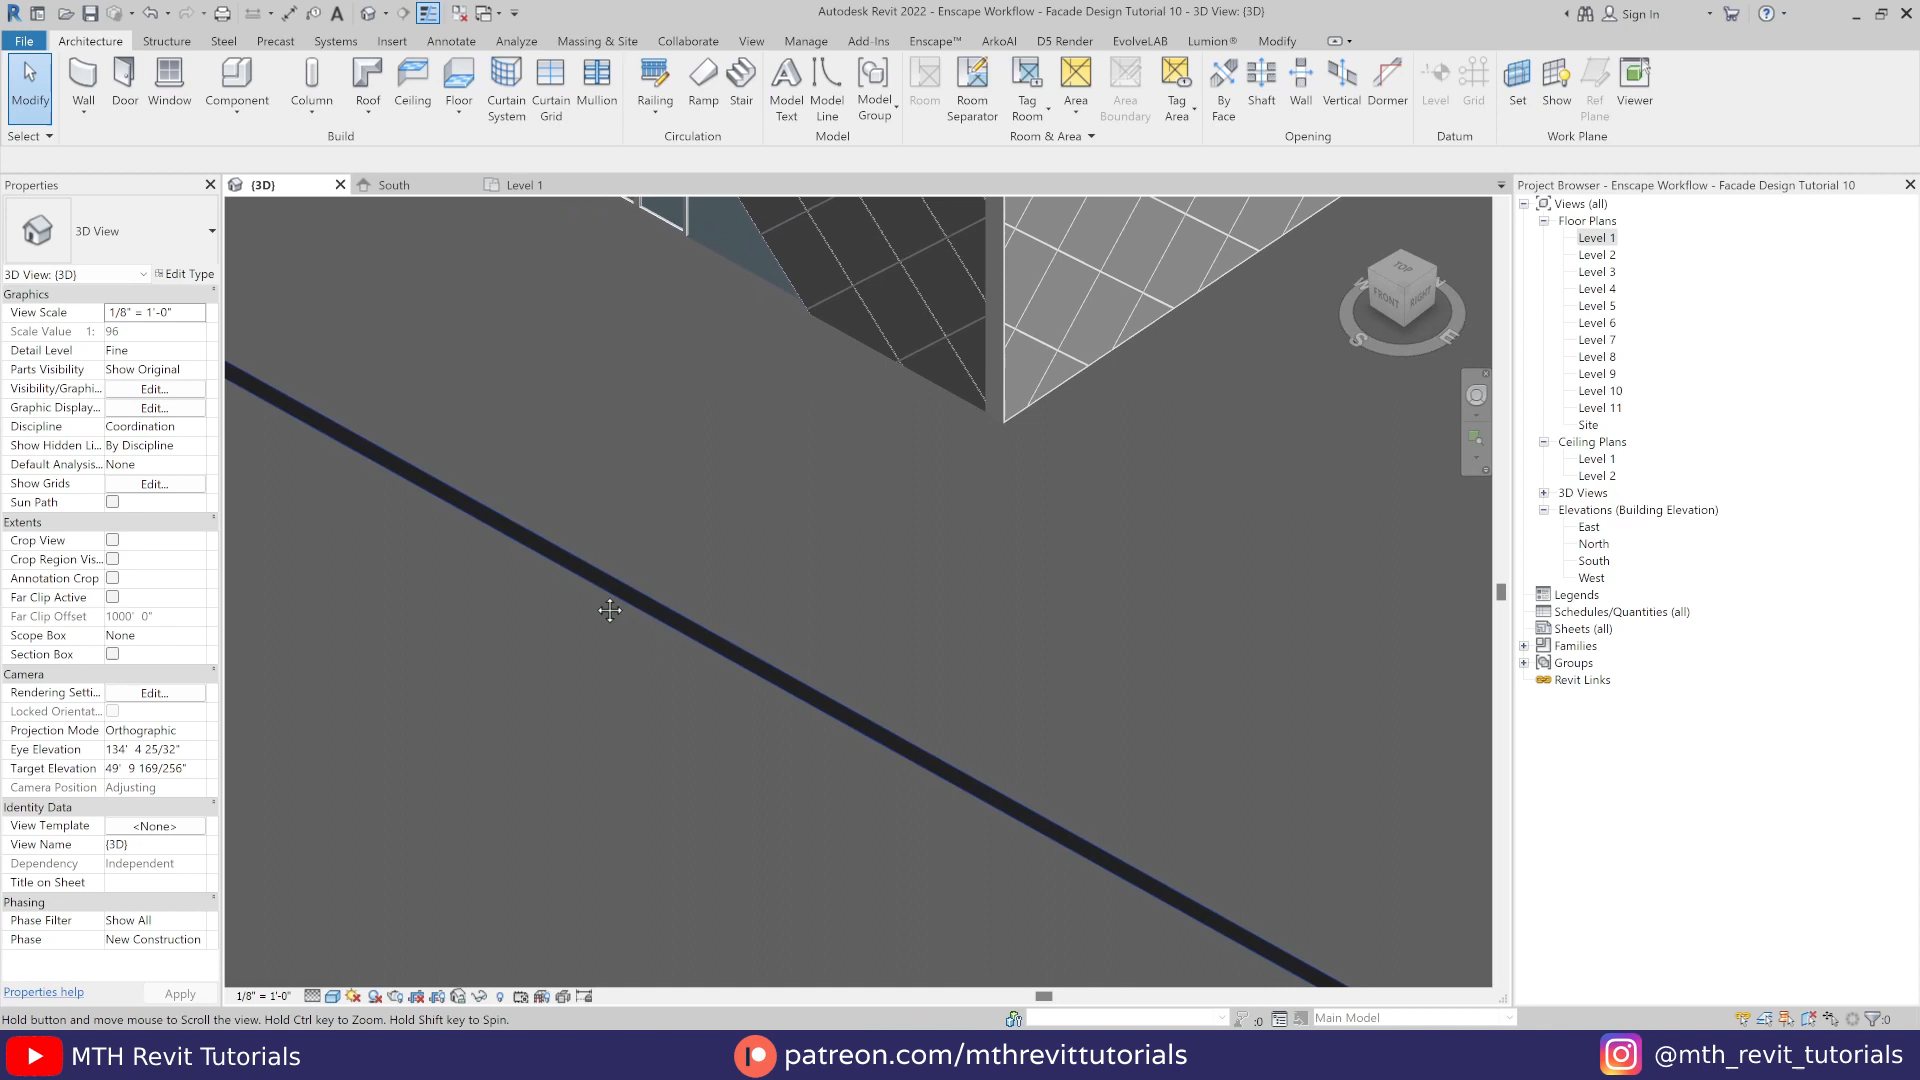 Autodesk Revit 2022 - Enscape Workflow - Facade Design Tutorial 10 - 3D View: {3D}
Sign In
File Architecture Structure Steel Precast Systems Insert Annotate Analyze Massing & Site Collaborate View Manage Add-Ins Enscape™ ArkoAI D5 Render EvolveLAB Lumion® Modify
Modify Wall Door Window Component Column Roof Ceiling Floor Curtain System Curtain Grid Mullion Railing Ramp Stair Model Text Model Line Model Group Room Room Separator Tag Room Area Area Boundary Tag Area By Face Shaft Wall Vertical Dormer Level Grid Set Show Ref Plane Viewer
Select Build Circulation Model Room & Area Opening Datum Work Plane
Properties
{3D} South Level 1
3D View
3D View: {3D} Edit Type
Graphics
View Scale 1/8" = 1'-0"
Scale Value 1: 96
Detail Level Fine
Parts Visibility Show Original
Visibility/Graphi... Edit...
Graphic Display... Edit...
Discipline Coordination
Show Hidden Li... By Discipline
Default Analysis... None
Show Grids Edit...
Sun Path
Extents
Crop View
Crop Region Vis...
Annotation Crop
Far Clip Active
Far Clip Offset 1000' 0"
Scope Box None
Section Box
Camera
Rendering Setti... Edit...
Locked Orientat...
Projection Mode Orthographic
Eye Elevation 134' 4 25/32"
Target Elevation 49' 9 169/256"
Camera Position Adjusting
Identity Data
View Template <None>
View Name {3D}
Dependency Independent
Title on Sheet
Phasing
Phase Filter Show All
Phase New Construction
Properties help Apply
TOP
FRONT RIGHT
S E
1/8" = 1'-0"
Project Browser - Enscape Workflow - Facade Design Tutorial 10
Views (all)
Floor Plans
Level 1
Level 2
Level 3
Level 4
Level 5
Level 6
Level 7
Level 8
Level 9
Level 10
Level 11
Site
Ceiling Plans
Level 1
Level 2
3D Views
Elevations (Building Elevation)
East
North
South
West
Legends
Schedules/Quantities (all)
Sheets (all)
Families
Groups
Revit Links
Hold button and move mouse to Scroll the view. Hold Ctrl key to Zoom. Hold Shift key to Spin.
:0 Main Model :0
MTH Revit Tutorials patreon.com/mthrevittutorials @mth_revit_tutorials